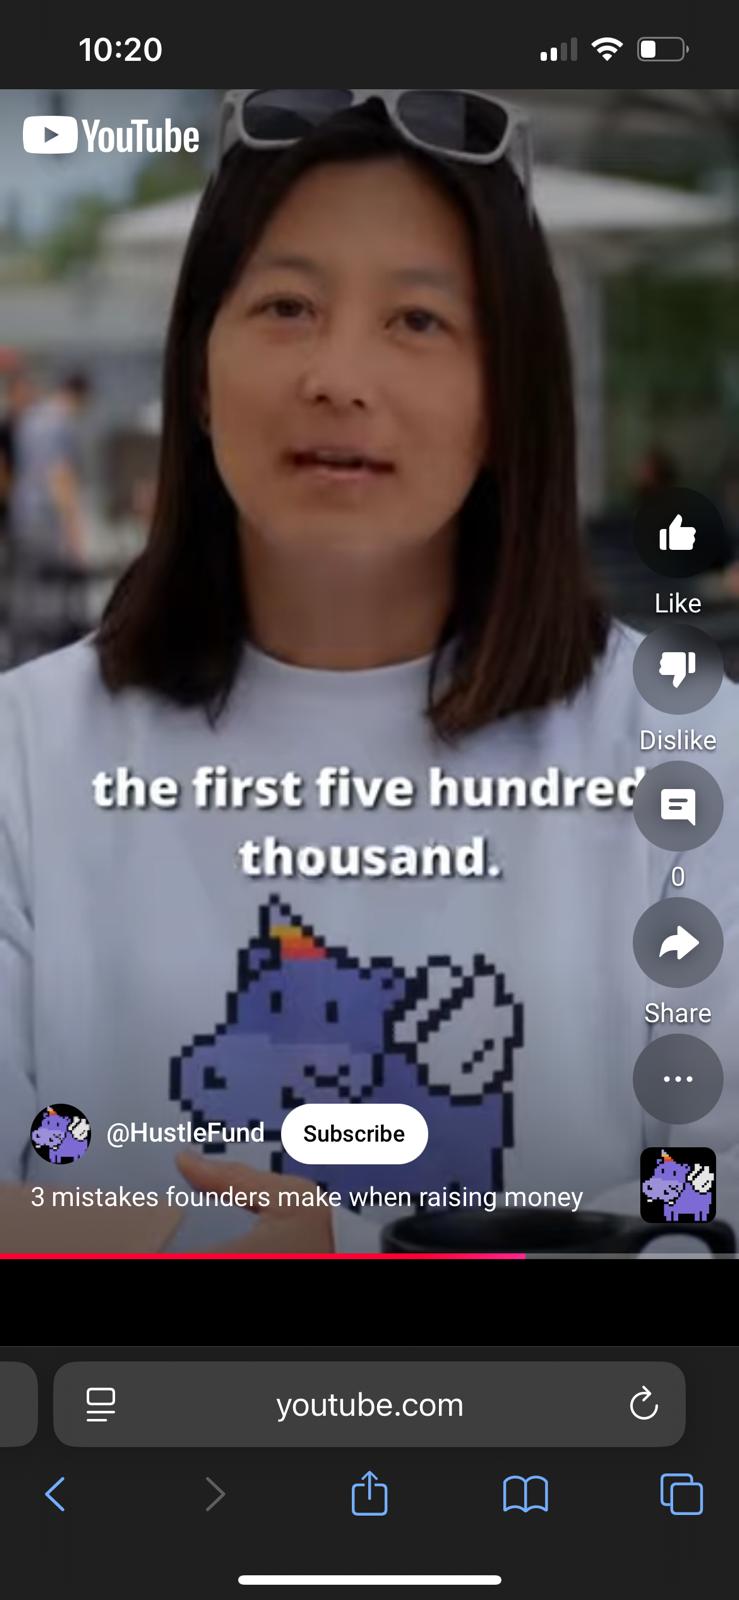 10:20
YouTube
Like
Dislike
the first five hundred
thousand.
0
Share
@HustleFund
Subscribe
3 mistakes founders make when raising money
youtube.com